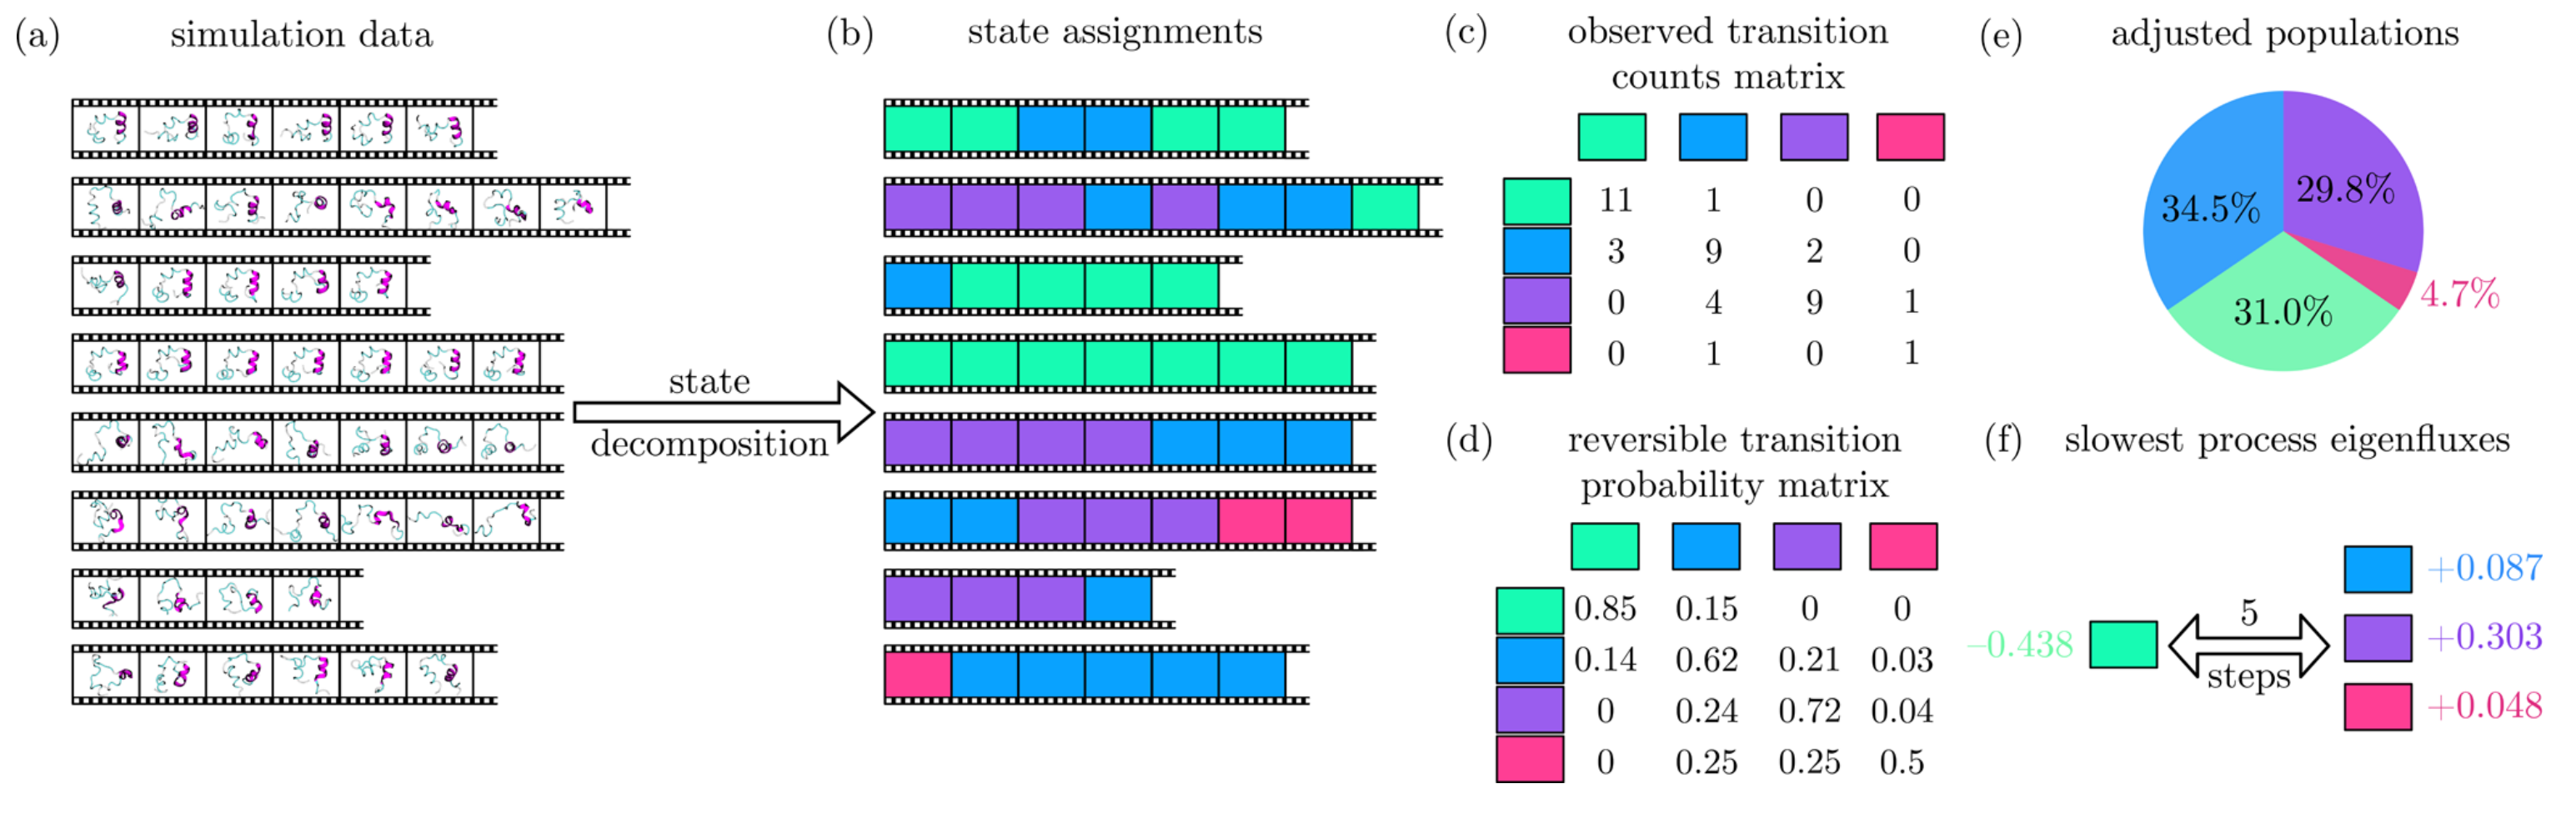 (a) simulation data
state
decomposition
(b) state assignments
(c) observed transition
counts matrix
11 1 0 0
3 9 2 0
0 4 9 1
0 1 0 1
(d) reversible transition
probability matrix
0.85 0.15 0 0
0.14 0.62 0.21 0.03
0 0.24 0.72 0.04
0 0.25 0.25 0.5
(e) adjusted populations
34.5%
29.8%
4.7%
31.0%
(f) slowest process eigenfluxes
−0.438
5
steps
+0.087
+0.303
+0.048